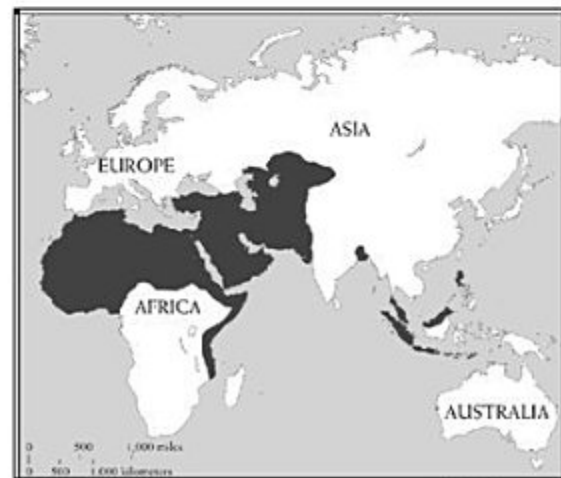 ASIA
EUROPE
AFRICA
AUSTRALIA
0 500 1,000 miles
0 500 1,000 kilometers